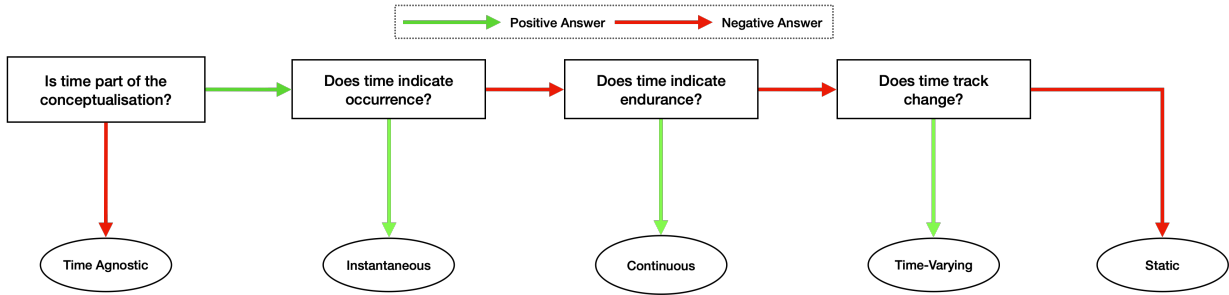 Positive Answer
Negative Answer
Is time part of the
conceptualisation?
Does time indicate
occurrence?
Does time indicate
endurance?
Does time track
change?
Time Agnostic
Instantaneous
Continuous
Time-Varying
Static